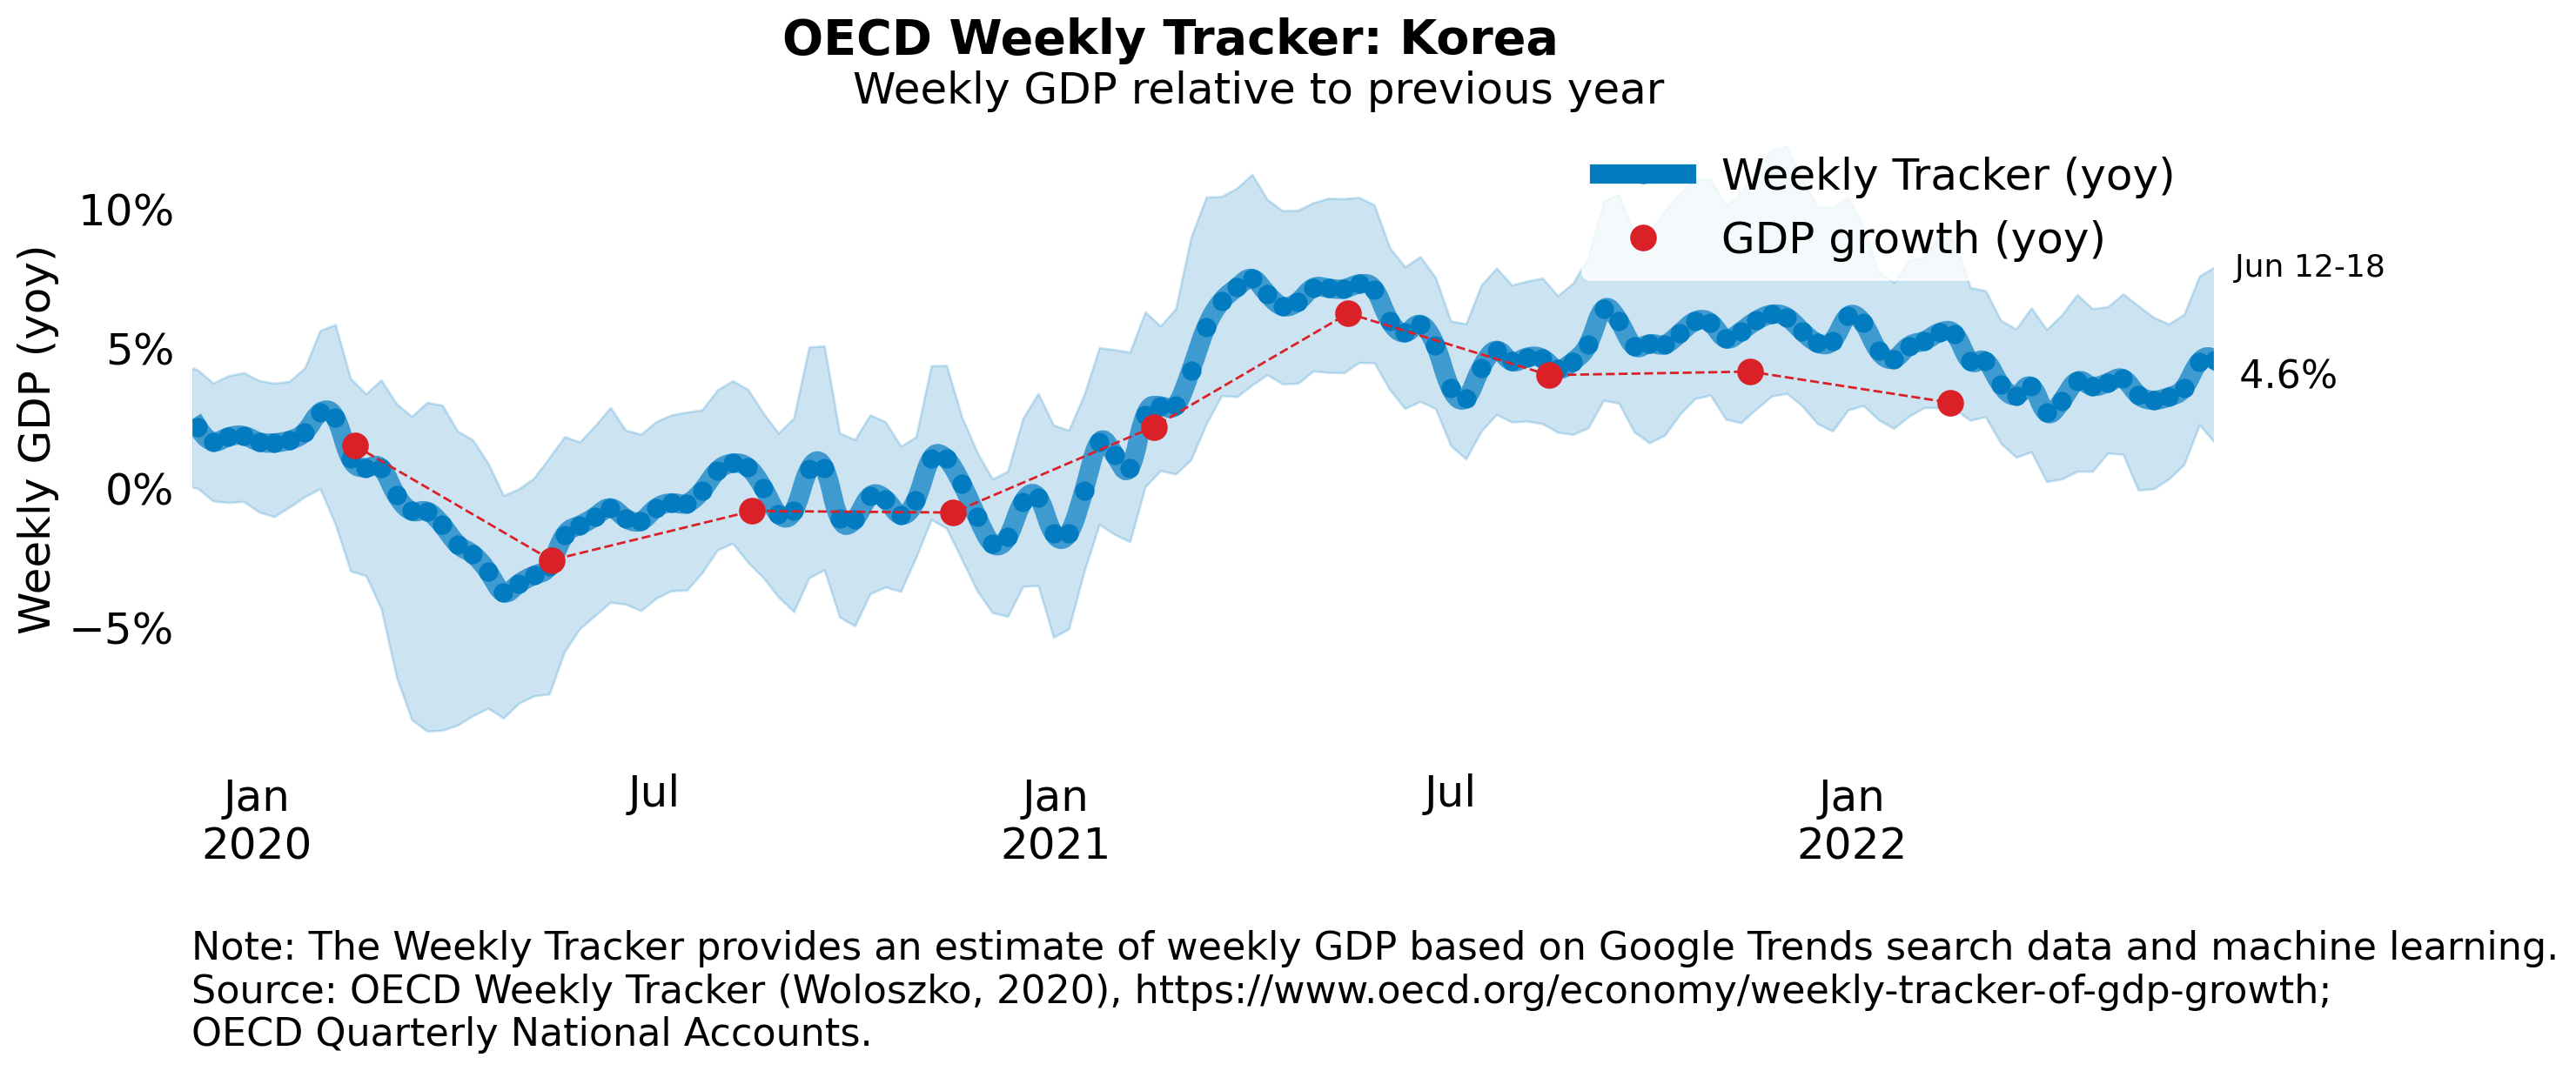 OECD Weekly Tracker: Korea
Weekly GDP relative to previous year
Weekly Tracker (yoy)
GDP growth (yoy)
Weekly GDP (yoy)
10%
5%
0%
−5%
Jun 12-18
4.6%
Jan
2020
Jul
Jan
2021
Jul
Jan
2022
Note: The Weekly Tracker provides an estimate of weekly GDP based on Google Trends search data and machine learning.
Source: OECD Weekly Tracker (Woloszko, 2020), https://www.oecd.org/economy/weekly-tracker-of-gdp-growth;
OECD Quarterly National Accounts.